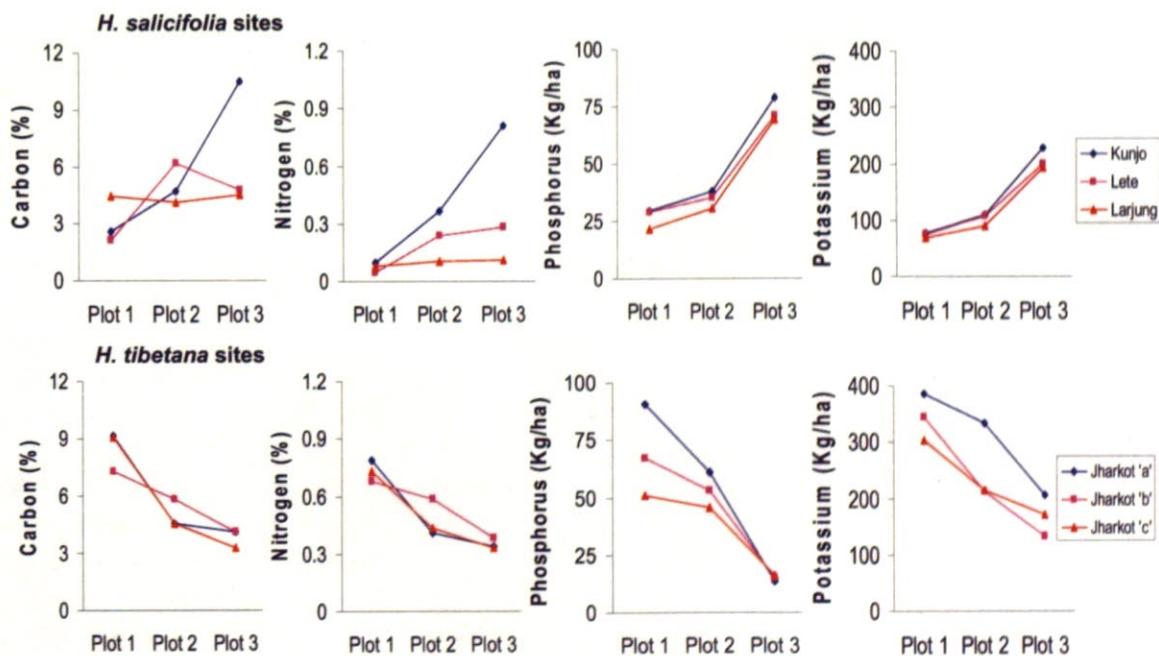 H. salicifolia sites
Carbon (%)
12
9
6
3
0
Plot 1 Plot 2 Plot 3
Nitrogen (%)
1.2
0.9
0.6
0.3
0
Plot 1 Plot 2 Plot 3
Phosphorus (Kg/ha)
100
75
50
25
0
Plot 1 Plot 2 Plot 3
Potassium (Kg/ha)
400
300
200
100
0
Plot 1 Plot 2 Plot 3
Kunjo
Lete
Larjung
H. tibetana sites
Carbon (%)
12
9
6
3
0
Plot 1 Plot 2 Plot 3
Nitrogen (%)
1.2
0.9
0.6
0.3
0
Plot 1 Plot 2 Plot 3
Phosphorus (Kg/ha)
100
75
50
25
0
Plot 1 Plot 2 Plot 3
Potassium (Kg/ha)
400
300
200
100
0
Plot 1 Plot 2 Plot 3
Jharkot 'a'
Jharkot 'b'
Jharkot 'c'